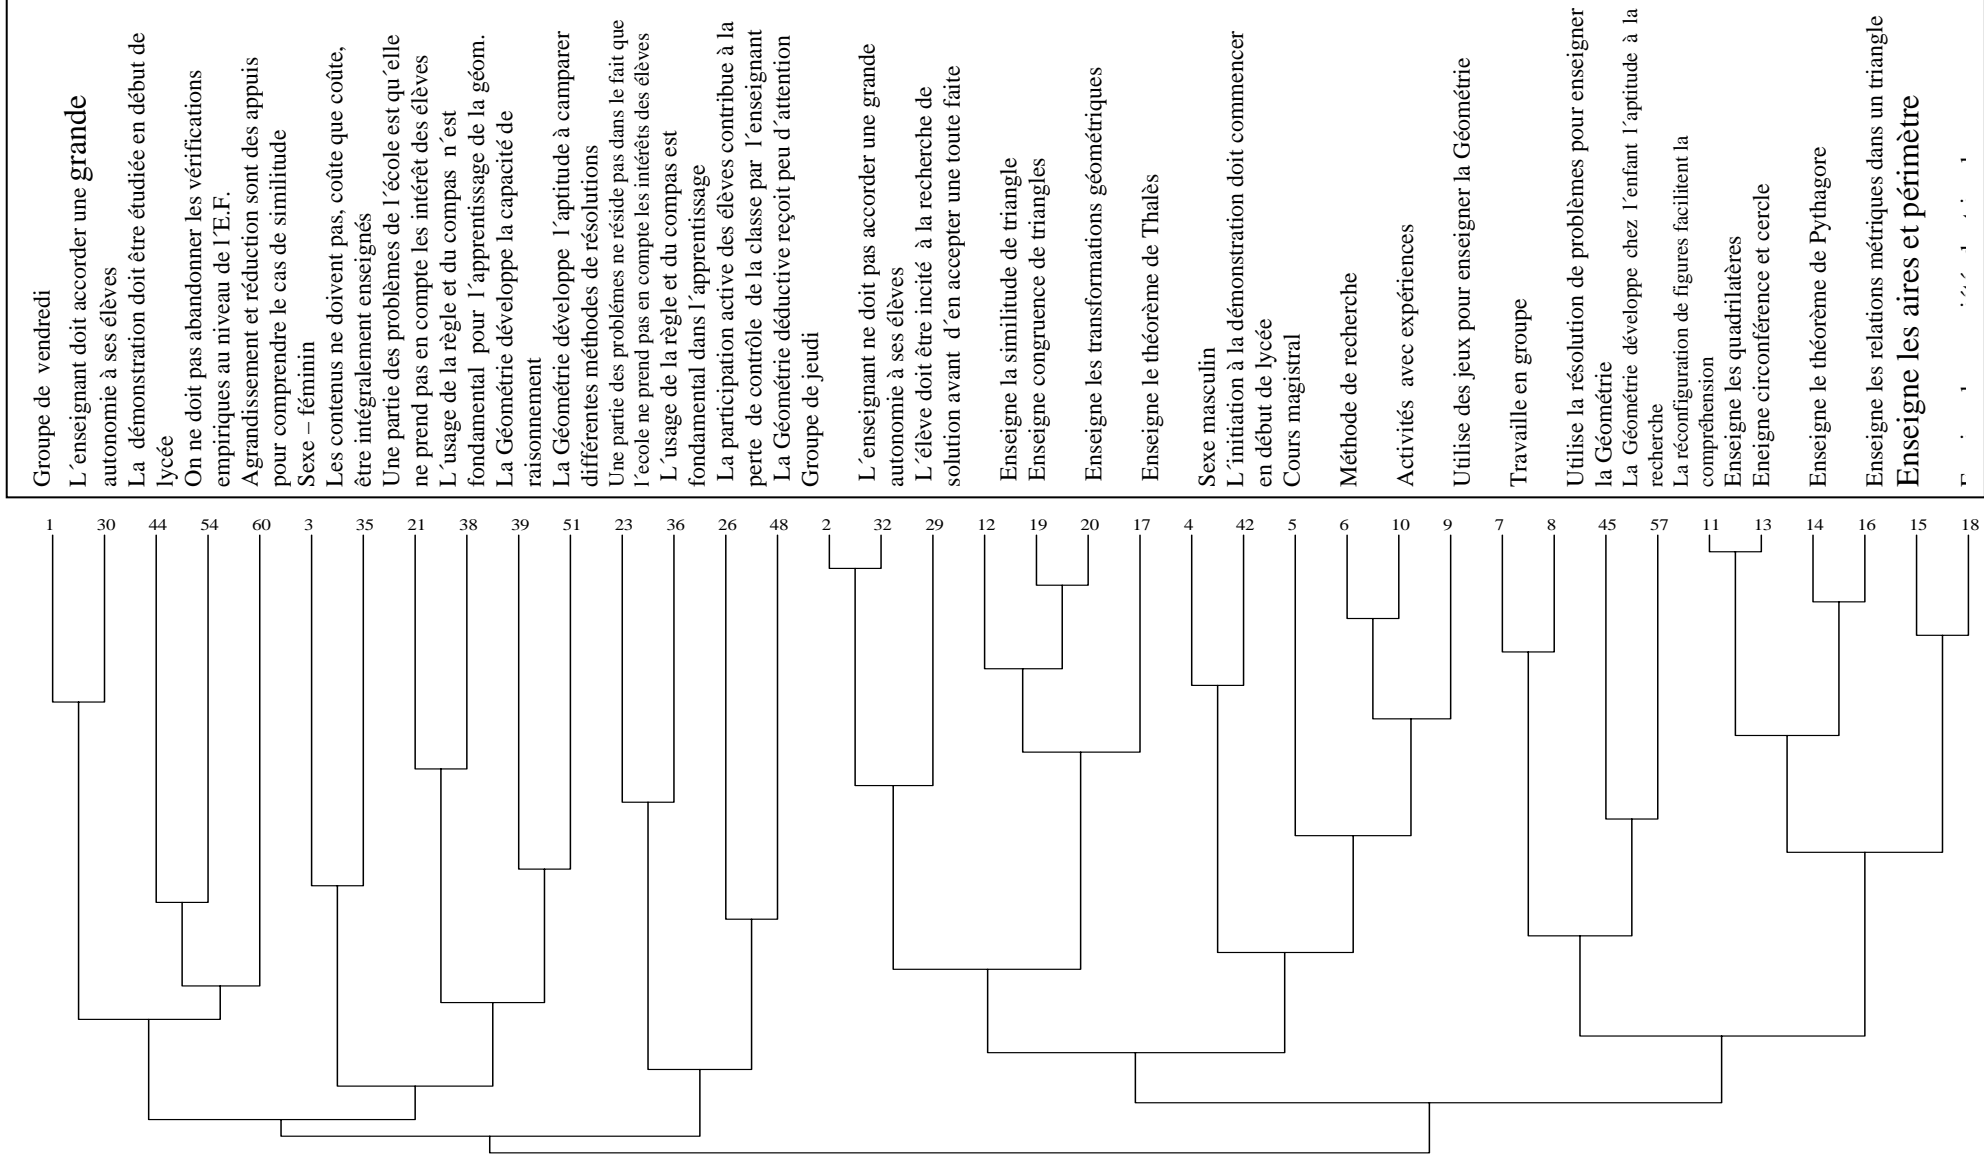 Groupe de vendredi
L´enseignant doit accorder une grande
autonomie à ses élèves
La démonstration doit être étudiée en début de
lycée
On ne doit pas abandonner les vérifications
empiriques au niveau de l´E.F.
Agrandissement et réduction sont des appuis
pour comprendre le cas de similitude
Sexe – féminin
Les contenus ne doivent pas, coûte que coûte,
être intégralement enseignés
Une partie des problèmes de l´école est qu´elle
ne prend pas en compte les intérêt des élèves
L´usage de la règle et du compas n´est
fondamental pour l´apprentissage de la géom.
La Géométrie développe la capacité de
raisonnement
La Géométrie développe l´aptitude à camparer
différentes méthodes de résolutions
Une partie des problémes ne réside pas dans le fait que
l´ecole ne prend pas en compte les intérêts des élèves
L´usage de la règle et du compas est
fondamental dans l´apprentissage
La participation active des élèves contribue à la
perte de contrôle de la classe par l´enseignant
La Géométrie déductive reçoit peu d´attention
Groupe de jeudi
L´enseignant ne doit pas accorder une grande
autonomie à ses élèves
L´élève doit être incité à la recherche de
solution avant d´en accepter une toute faite
Enseigne la similitude de triangle
Enseigne congruence de triangles
Enseigne les transformations géométriques
Enseigne le théorème de Thalès
Sexe masculin
L´initiation à la démonstration doit commencer
en début de lycée
Cours magistral
Méthode de recherche
Activités avec expériences
Utilise des jeux pour enseigner la Géométrie
Travaille en groupe
Utilise la résolution de problèmes pour enseigner
la Géométrie
La Géométrie développe chez l´enfant l´aptitude à la
recherche
La réconfiguration de figures facilitent la
compréhension
Enseigne les quadrilatères
Eneigne circonférence et cercle
Enseigne le théorème de Pythagore
Enseigne les relations métriques dans un triangle
Enseigne les aires et périmètre
1 30 44 54 60 3 35 21 38 39 51 23 36 26 48 2 32 29 12 19 20 17 4 42 5 6 10 9 7 8 45 57 11 13 14 16 15 18